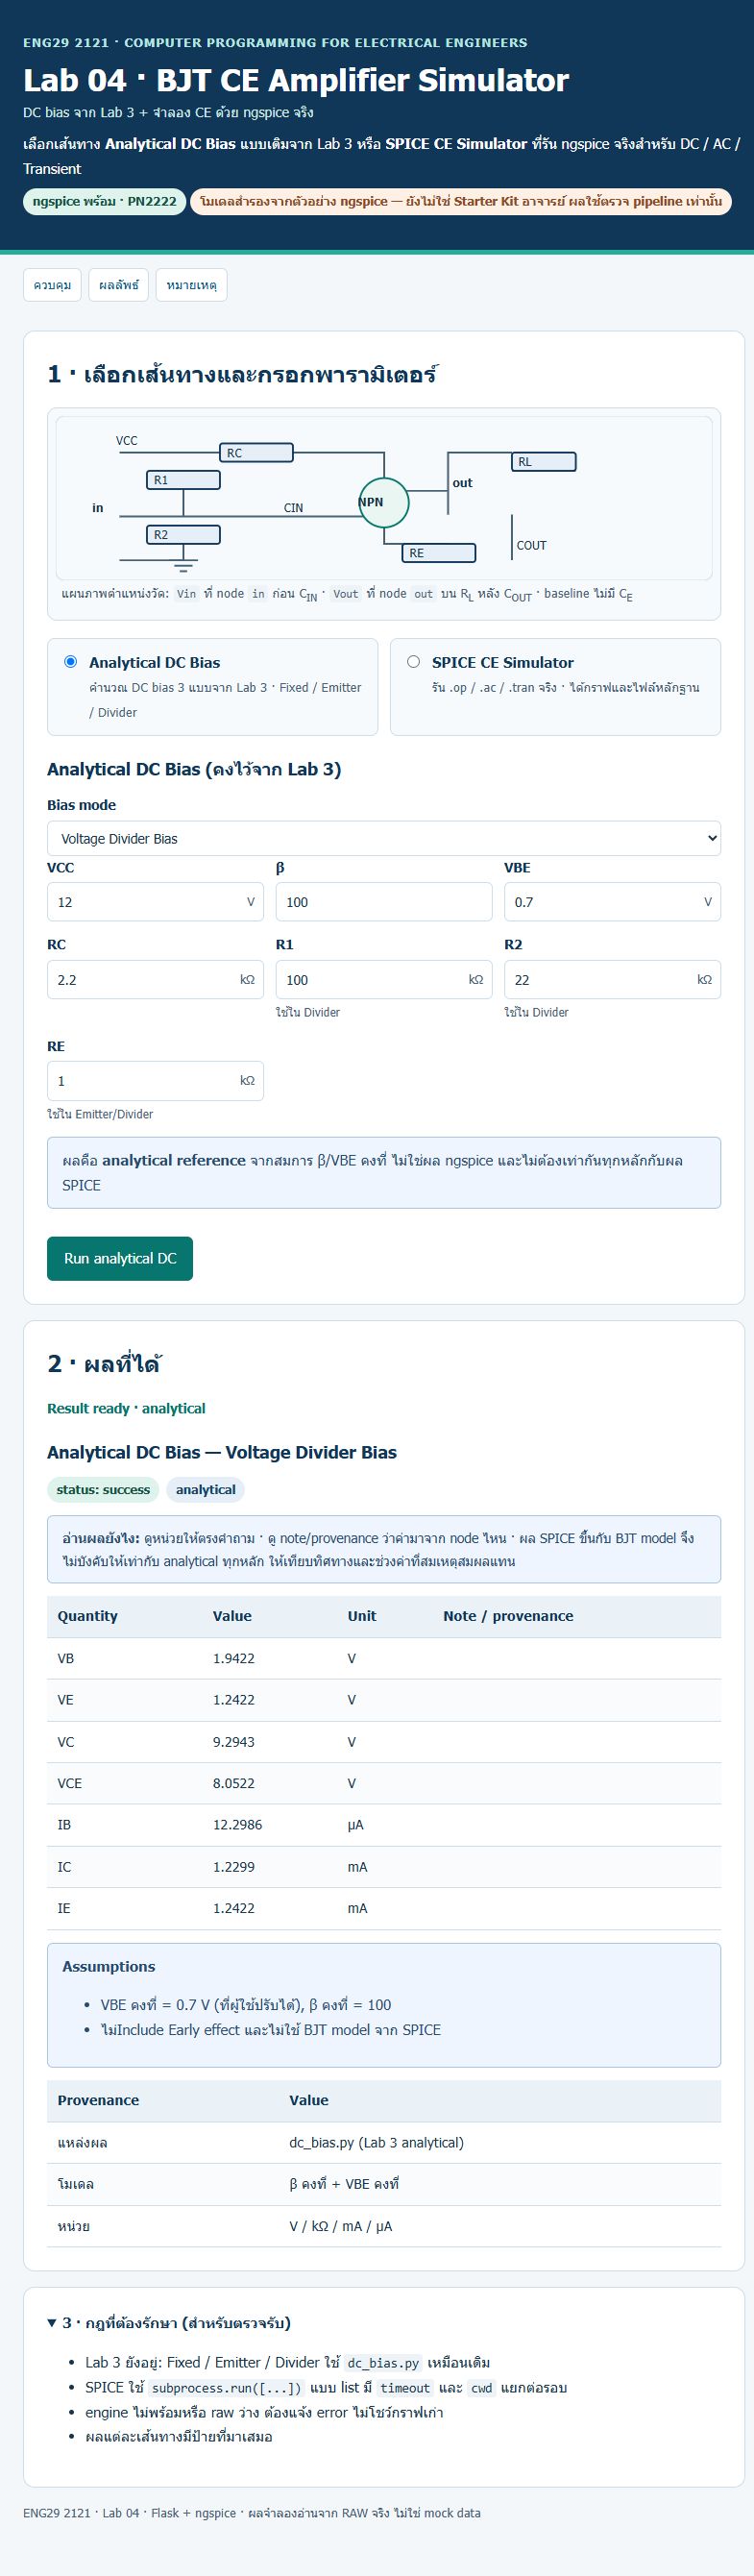 ENG29 2121 · COMPUTER PROGRAMMING FOR ELECTRICAL ENGINEERS
Lab 04 · BJT CE Amplifier Simulator
DC bias จาก Lab 3 + จำลอง CE ด้วย ngspice จริง
เลือกเส้นทาง Analytical DC Bias แบบเดิมจาก Lab 3 หรือ SPICE CE Simulator ที่รัน ngspice จริงสำหรับ DC / AC /
Transient
ngspice พร้อม · PN2222
โมเดลสำรองจากตัวอย่าง ngspice — ยังไม่ใช่ Starter Kit อาจารย์ ผลใช้ตรวจ pipeline เท่านั้น
ควบคุม
ผลลัพธ์
หมายเหตุ
1 · เลือกเส้นทางและกรอกพารามิเตอร์
VCC
RC
RL
R1
out
NPN
in
CIN
R2
COUT
RE
แผนภาพตำแหน่งวัด: Vin ที่ node in ก่อน CIN · Vout ที่ node out บน RL หลัง COUT · baseline ไม่มี CE
Analytical DC Bias
คำนวณ DC bias 3 แบบจาก Lab 3 · Fixed / Emitter
/ Divider
SPICE CE Simulator
รัน .op / .ac / .tran จริง · ได้กราฟและไฟล์หลักฐาน
Analytical DC Bias (คงไว้จาก Lab 3)
Bias mode
Voltage Divider Bias
VCC β VBE
12 V 100 0.7 V
RC R1 R2
2.2 kΩ 100 kΩ 22 kΩ
ใช้ใน Divider ใช้ใน Divider
RE
1 kΩ
ใช้ใน Emitter/Divider
ผลคือ analytical reference จากสมการ β/VBE คงที่ ไม่ใช่ผล ngspice และไม่ต้องเท่ากันทุกหลักกับผล
SPICE
Run analytical DC
2 · ผลที่ได้
Result ready · analytical
Analytical DC Bias — Voltage Divider Bias
status: success analytical
อ่านผลยังไง: ดูหน่วยให้ตรงคำถาม · ดู note/provenance ว่าค่ามาจาก node ไหน · ผล SPICE ขึ้นกับ BJT model จึง
ไม่บังคับให้เท่ากับ analytical ทุกหลัก ให้เทียบทิศทางและช่วงค่าที่สมเหตุสมผลแทน
Quantity Value Unit Note / provenance
VB 1.9422 V
VE 1.2422 V
VC 9.2943 V
VCE 8.0522 V
IB 12.2986 µA
IC 1.2299 mA
IE 1.2422 mA
Assumptions
• VBE คงที่ = 0.7 V (ที่ผู้ใช้ปรับได้), β คงที่ = 100
• ไม่Include Early effect และไม่ใช้ BJT model จาก SPICE
Provenance Value
แหล่งผล dc_bias.py (Lab 3 analytical)
โมเดล β คงที่ + VBE คงที่
หน่วย V / kΩ / mA / µA
▼ 3 · กฎที่ต้องรักษา (สำหรับตรวจรับ)
• Lab 3 ยังอยู่: Fixed / Emitter / Divider ใช้ dc_bias.py เหมือนเดิม
• SPICE ใช้ subprocess.run([...]) แบบ list มี timeout และ cwd แยกต่อรอบ
• engine ไม่พร้อมหรือ raw ว่าง ต้องแจ้ง error ไม่โชว์กราฟเก่า
• ผลแต่ละเส้นทางมีป้ายที่มาเสมอ
ENG29 2121 · Lab 04 · Flask + ngspice · ผลจำลองอ่านจาก RAW จริง ไม่ใช่ mock data